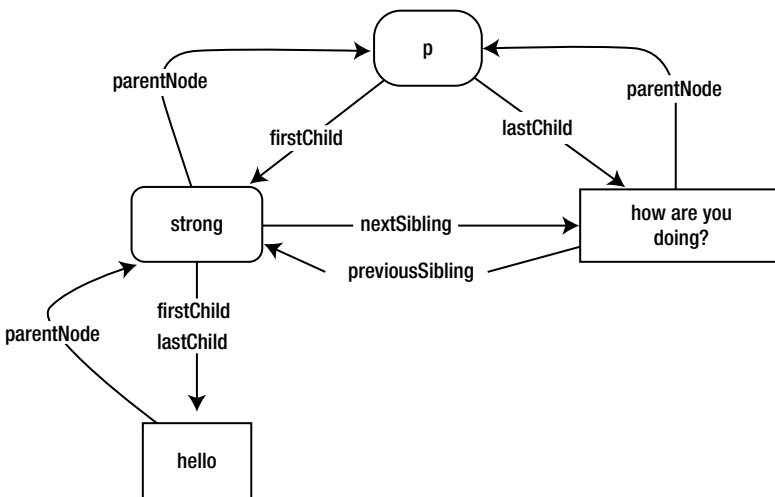 p
parentNode
parentNode
firstChild
lastChild
strong
nextSibling
how are you
doing?
previousSibling
firstChild
lastChild
parentNode
hello